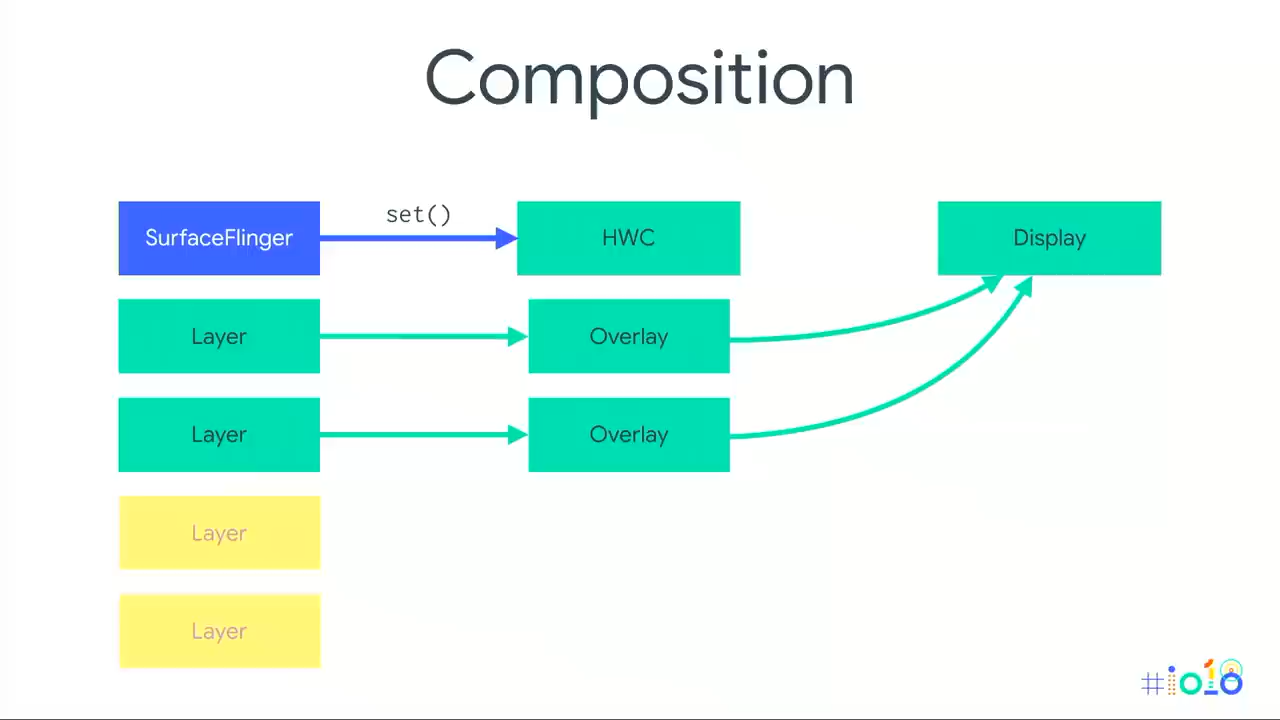 Composition
SurfaceFlinger
set()
HWC
Display
Layer
Overlay
Layer
Overlay
Layer
Layer
#io18